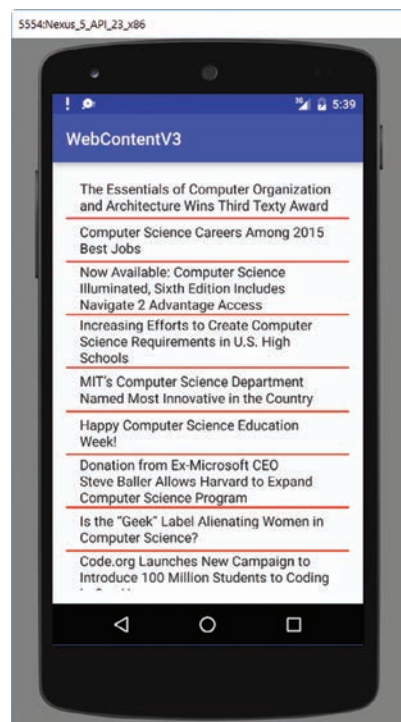 5554:Nexus_5_API_23_x86
3G 5:39
WebContentV3
The Essentials of Computer Organization
and Architecture Wins Third Texty Award
Computer Science Careers Among 2015
Best Jobs
Now Available: Computer Science
Illuminated, Sixth Edition Includes
Navigate 2 Advantage Access
Increasing Efforts to Create Computer
Science Requirements in U.S. High
Schools
MIT's Computer Science Department
Named Most Innovative in the Country
Happy Computer Science Education
Week!
Donation from Ex-Microsoft CEO
Steve Baller Allows Harvard to Expand
Computer Science Program
Is the “Geek” Label Alienating Women in
Computer Science?
Code.org Launches New Campaign to
Introduce 100 Million Students to Coding